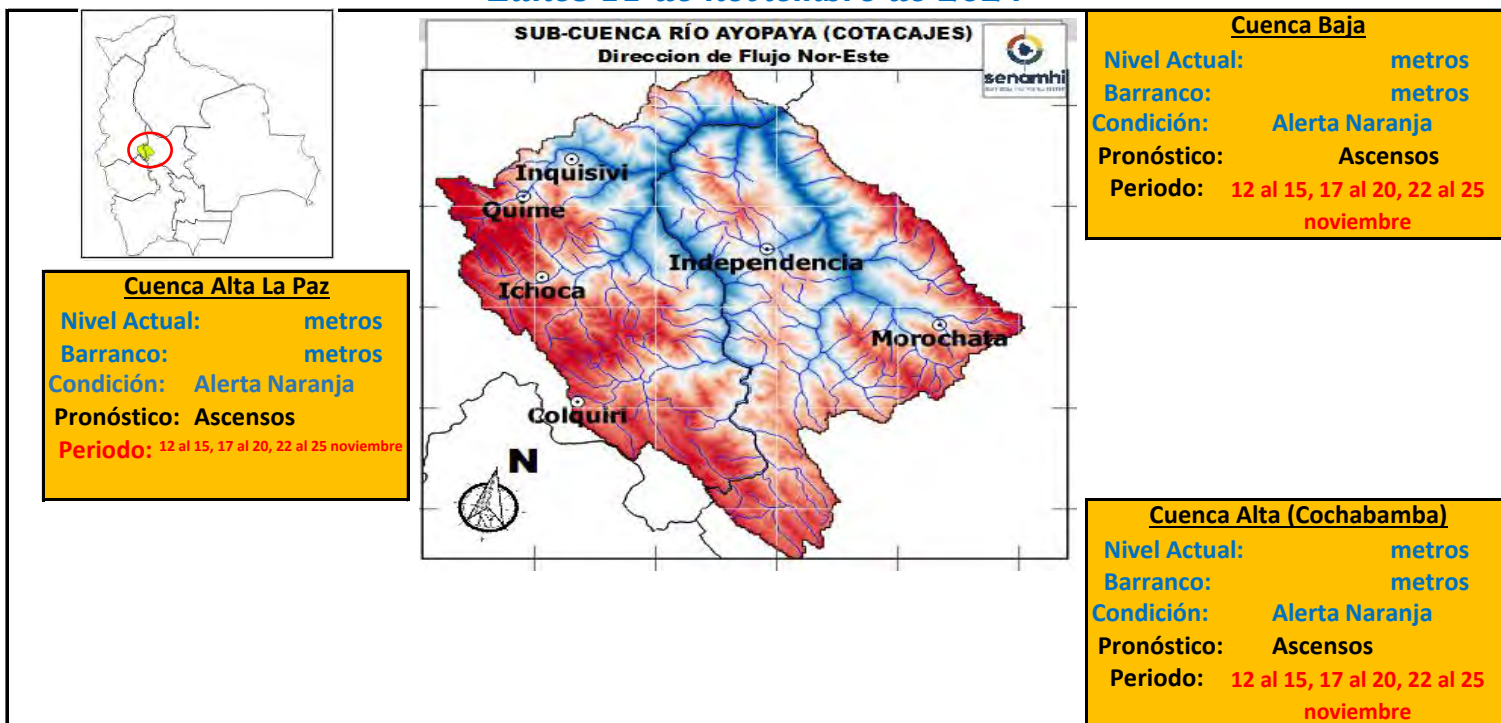 SUB-CUENCA RÍO AYOPAYA (COTACAJES)
Direccion de Flujo Nor-Este
senamhi
Inquisivi
Quime
Independencia
Ichoca
Morochata
Colquiri
N
Cuenca Alta La Paz
Nivel Actual: metros
Barranco: metros
Condición: Alerta Naranja
Pronóstico: Ascensos
Periodo: 12 al 15, 17 al 20, 22 al 25 noviembre
Cuenca Baja
Nivel Actual: metros
Barranco: metros
Condición: Alerta Naranja
Pronóstico: Ascensos
Periodo: 12 al 15, 17 al 20, 22 al 25
noviembre
Cuenca Alta (Cochabamba)
Nivel Actual: metros
Barranco: metros
Condición: Alerta Naranja
Pronóstico: Ascensos
Periodo: 12 al 15, 17 al 20, 22 al 25
noviembre